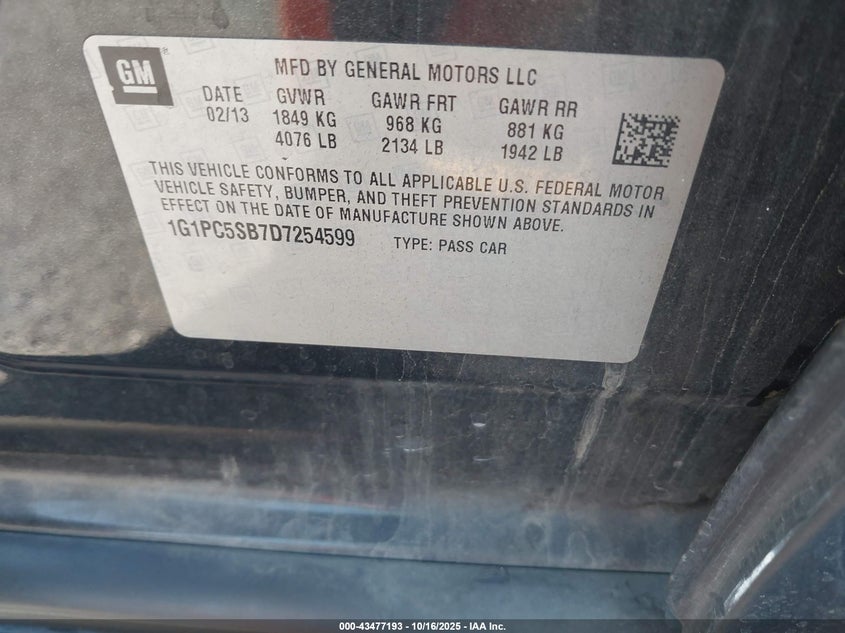 GM
MFD BY GENERAL MOTORS LLC
DATE GVWR GAWR FRT GAWR RR
02/13 1849 KG 968 KG 881 KG
4076 LB 2134 LB 1942 LB
THIS VEHICLE CONFORMS TO ALL APPLICABLE U.S. FEDERAL MOTOR
VEHICLE SAFETY, BUMPER, AND THEFT PREVENTION STANDARDS IN
EFFECT ON THE DATE OF MANUFACTURE SHOWN ABOVE.
1G1PC5SB7D7254599 TYPE: PASS CAR
000-43477193 - 10/16/2025 - IAA Inc.